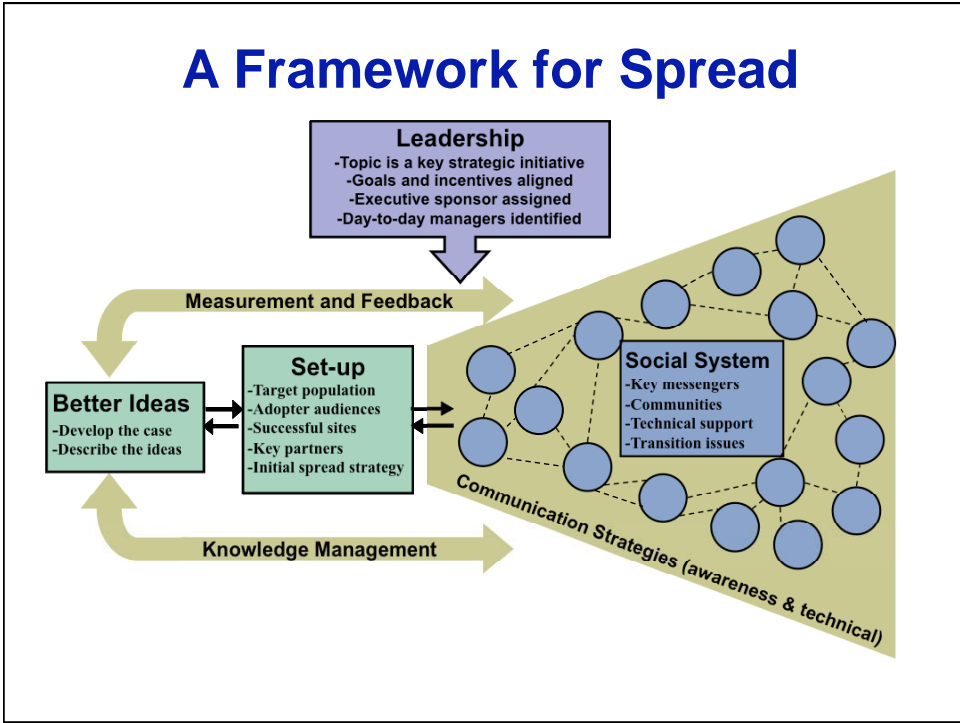 A Framework for Spread
Leadership
-Topic is a key strategic initiative
-Goals and incentives aligned
-Executive sponsor assigned
-Day-to-day managers identified
Measurement and Feedback
Better Ideas
-Develop the case
-Describe the ideas
Set-up
-Target population
-Adopter audiences
-Successful sites
-Key partners
-Initial spread strategy
Social System
-Key messengers
-Communities
-Technical support
-Transition issues
Knowledge Management
Communication Strategies (awareness & technical)